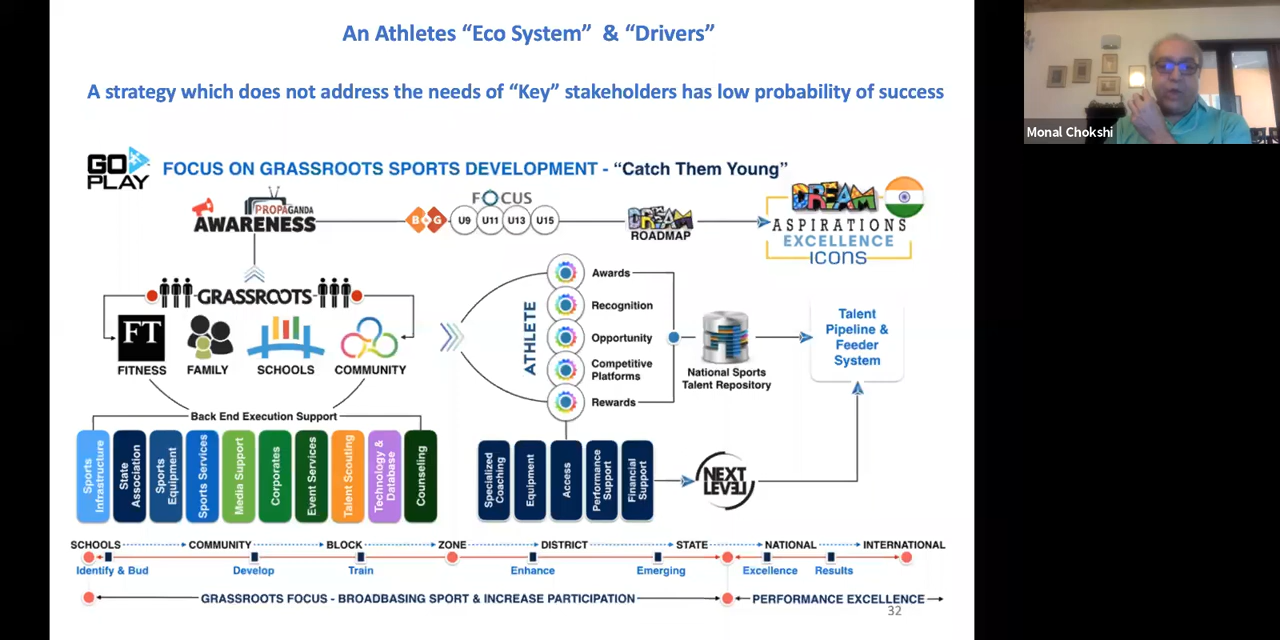 An Athletes “Eco System” & “Drivers”
A strategy which does not address the needs of “Key” stakeholders has low probability of success
Monal Chokshi
GO PLAY
FOCUS ON GRASSROOTS SPORTS DEVELOPMENT - “Catch Them Young”
PROPAGANDA
AWARENESS
FOCUS
B G U9 U11 U13 U15
DREAM
ROADMAP
DREAM
ASPIRATIONS
EXCELLENCE
ICONS
GRASSROOTS
FT
FITNESS
FAMILY
SCHOOLS
COMMUNITY
ATHLETE
Awards
Recognition
Opportunity
Competitive
Platforms
Rewards
National Sports
Talent Repository
Talent
Pipeline &
Feeder
System
Back End Execution Support
Sports
Infrastructure
State
Association
Sports
Equipment
Sports Services
Media Support
Corporates
Event Services
Talent Scouting
Technology &
Database
Counseling
Specialized
Coaching
Equipment
Access
Performance
Support
Financial
Support
NEXT
LEVEL
SCHOOLS COMMUNITY BLOCK ZONE DISTRICT STATE NATIONAL INTERNATIONAL
Identify & Bud Develop Train Enhance Emerging Excellence Results
GRASSROOTS FOCUS - BROADBASING SPORT & INCREASE PARTICIPATION PERFORMANCE EXCELLENCE
32